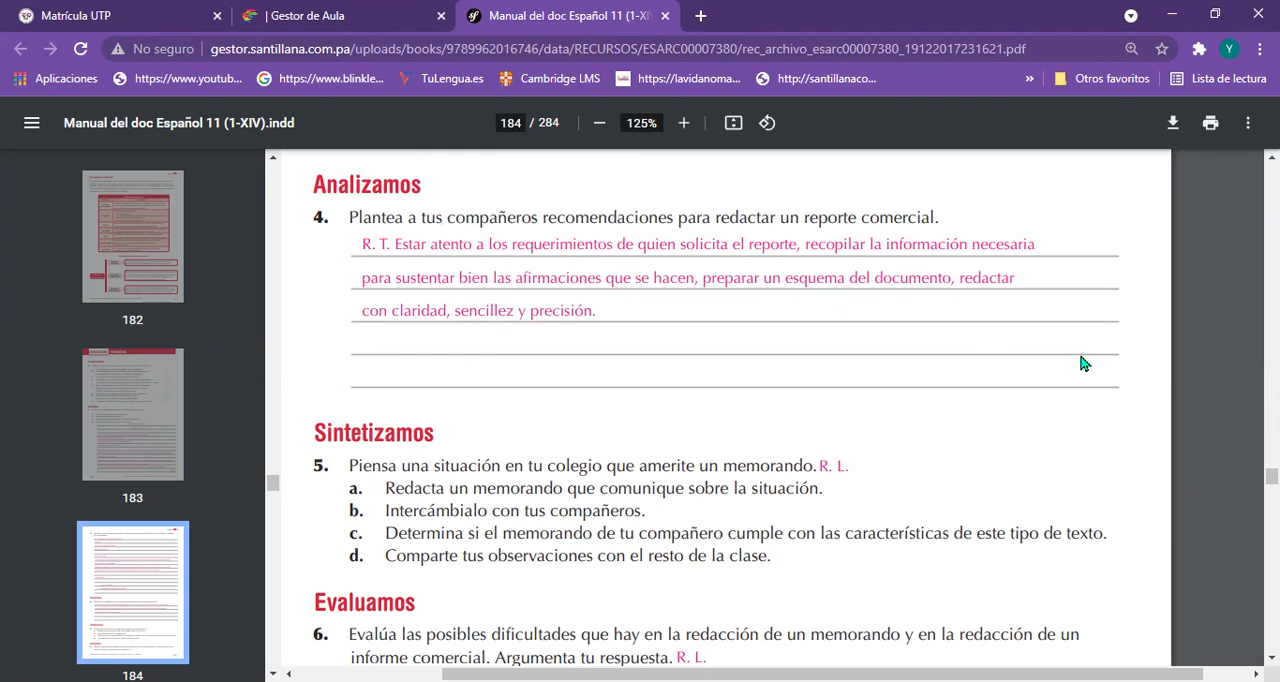 Matrícula UTP
| Gestor de Aula
Manual del doc Español 11 (1-XIV
No seguro
gestor.santillana.com.pa/uploads/books/9789962016746/data/RECURSOS/ESARC00007380/rec_archivo_esarc00007380_19122017231621.pdf
Y
Aplicaciones
https://www.youtub...
https://www.blinkle...
TuLengua.es
Cambridge LMS
https://lavidanoma...
http://santillanaco...
»
Otros favoritos
Lista de lectura
Manual del doc Español 11 (1-XIV).indd
184 / 284
125%
182
183
184
Analizamos
4. Plantea a tus compañeros recomendaciones para redactar un reporte comercial.
R. T. Estar atento a los requerimientos de quien solicita el reporte, recopilar la información necesaria
para sustentar bien las afirmaciones que se hacen, preparar un esquema del documento, redactar
con claridad, sencillez y precisión.
Sintetizamos
5. Piensa una situación en tu colegio que amerite un memorando. R. L.
a. Redacta un memorando que comunique sobre la situación.
b. Intercámbialo con tus compañeros.
c. Determina si el memorando de tu compañero cumple con las características de este tipo de texto.
d. Comparte tus observaciones con el resto de la clase.
Evaluamos
6. Evalúa las posibles dificultades que hay en la redacción de un memorando y en la redacción de un
informe comercial. Argumenta tu respuesta. R. L.